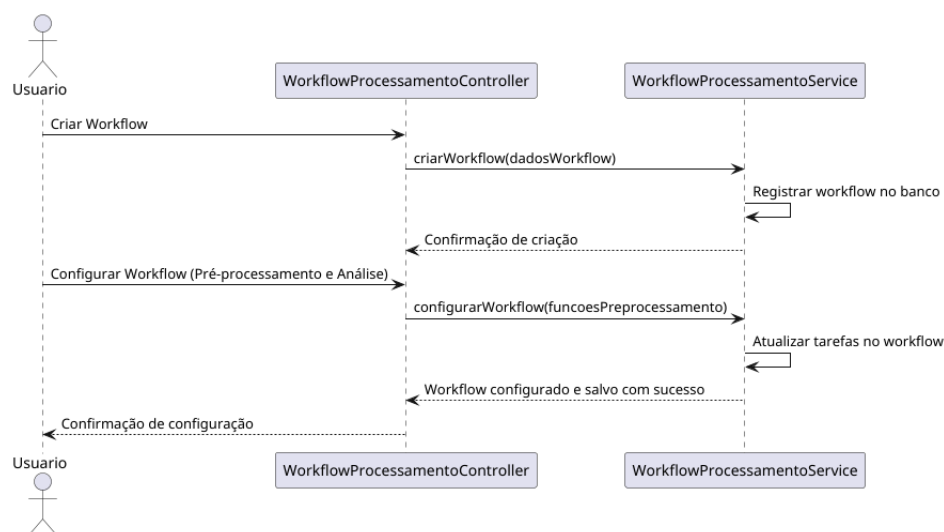 Usuario
WorkflowProcessamentoController
WorkflowProcessamentoService
Criar Workflow
criarWorkflow(dadosWorkflow)
Registrar workflow no banco
Confirmação de criação
Configurar Workflow (Pré-processamento e Análise)
configurarWorkflow(funcoesPreprocessamento)
Atualizar tarefas no workflow
Workflow configurado e salvo com sucesso
Confirmação de configuração
Usuario
WorkflowProcessamentoController
WorkflowProcessamentoService